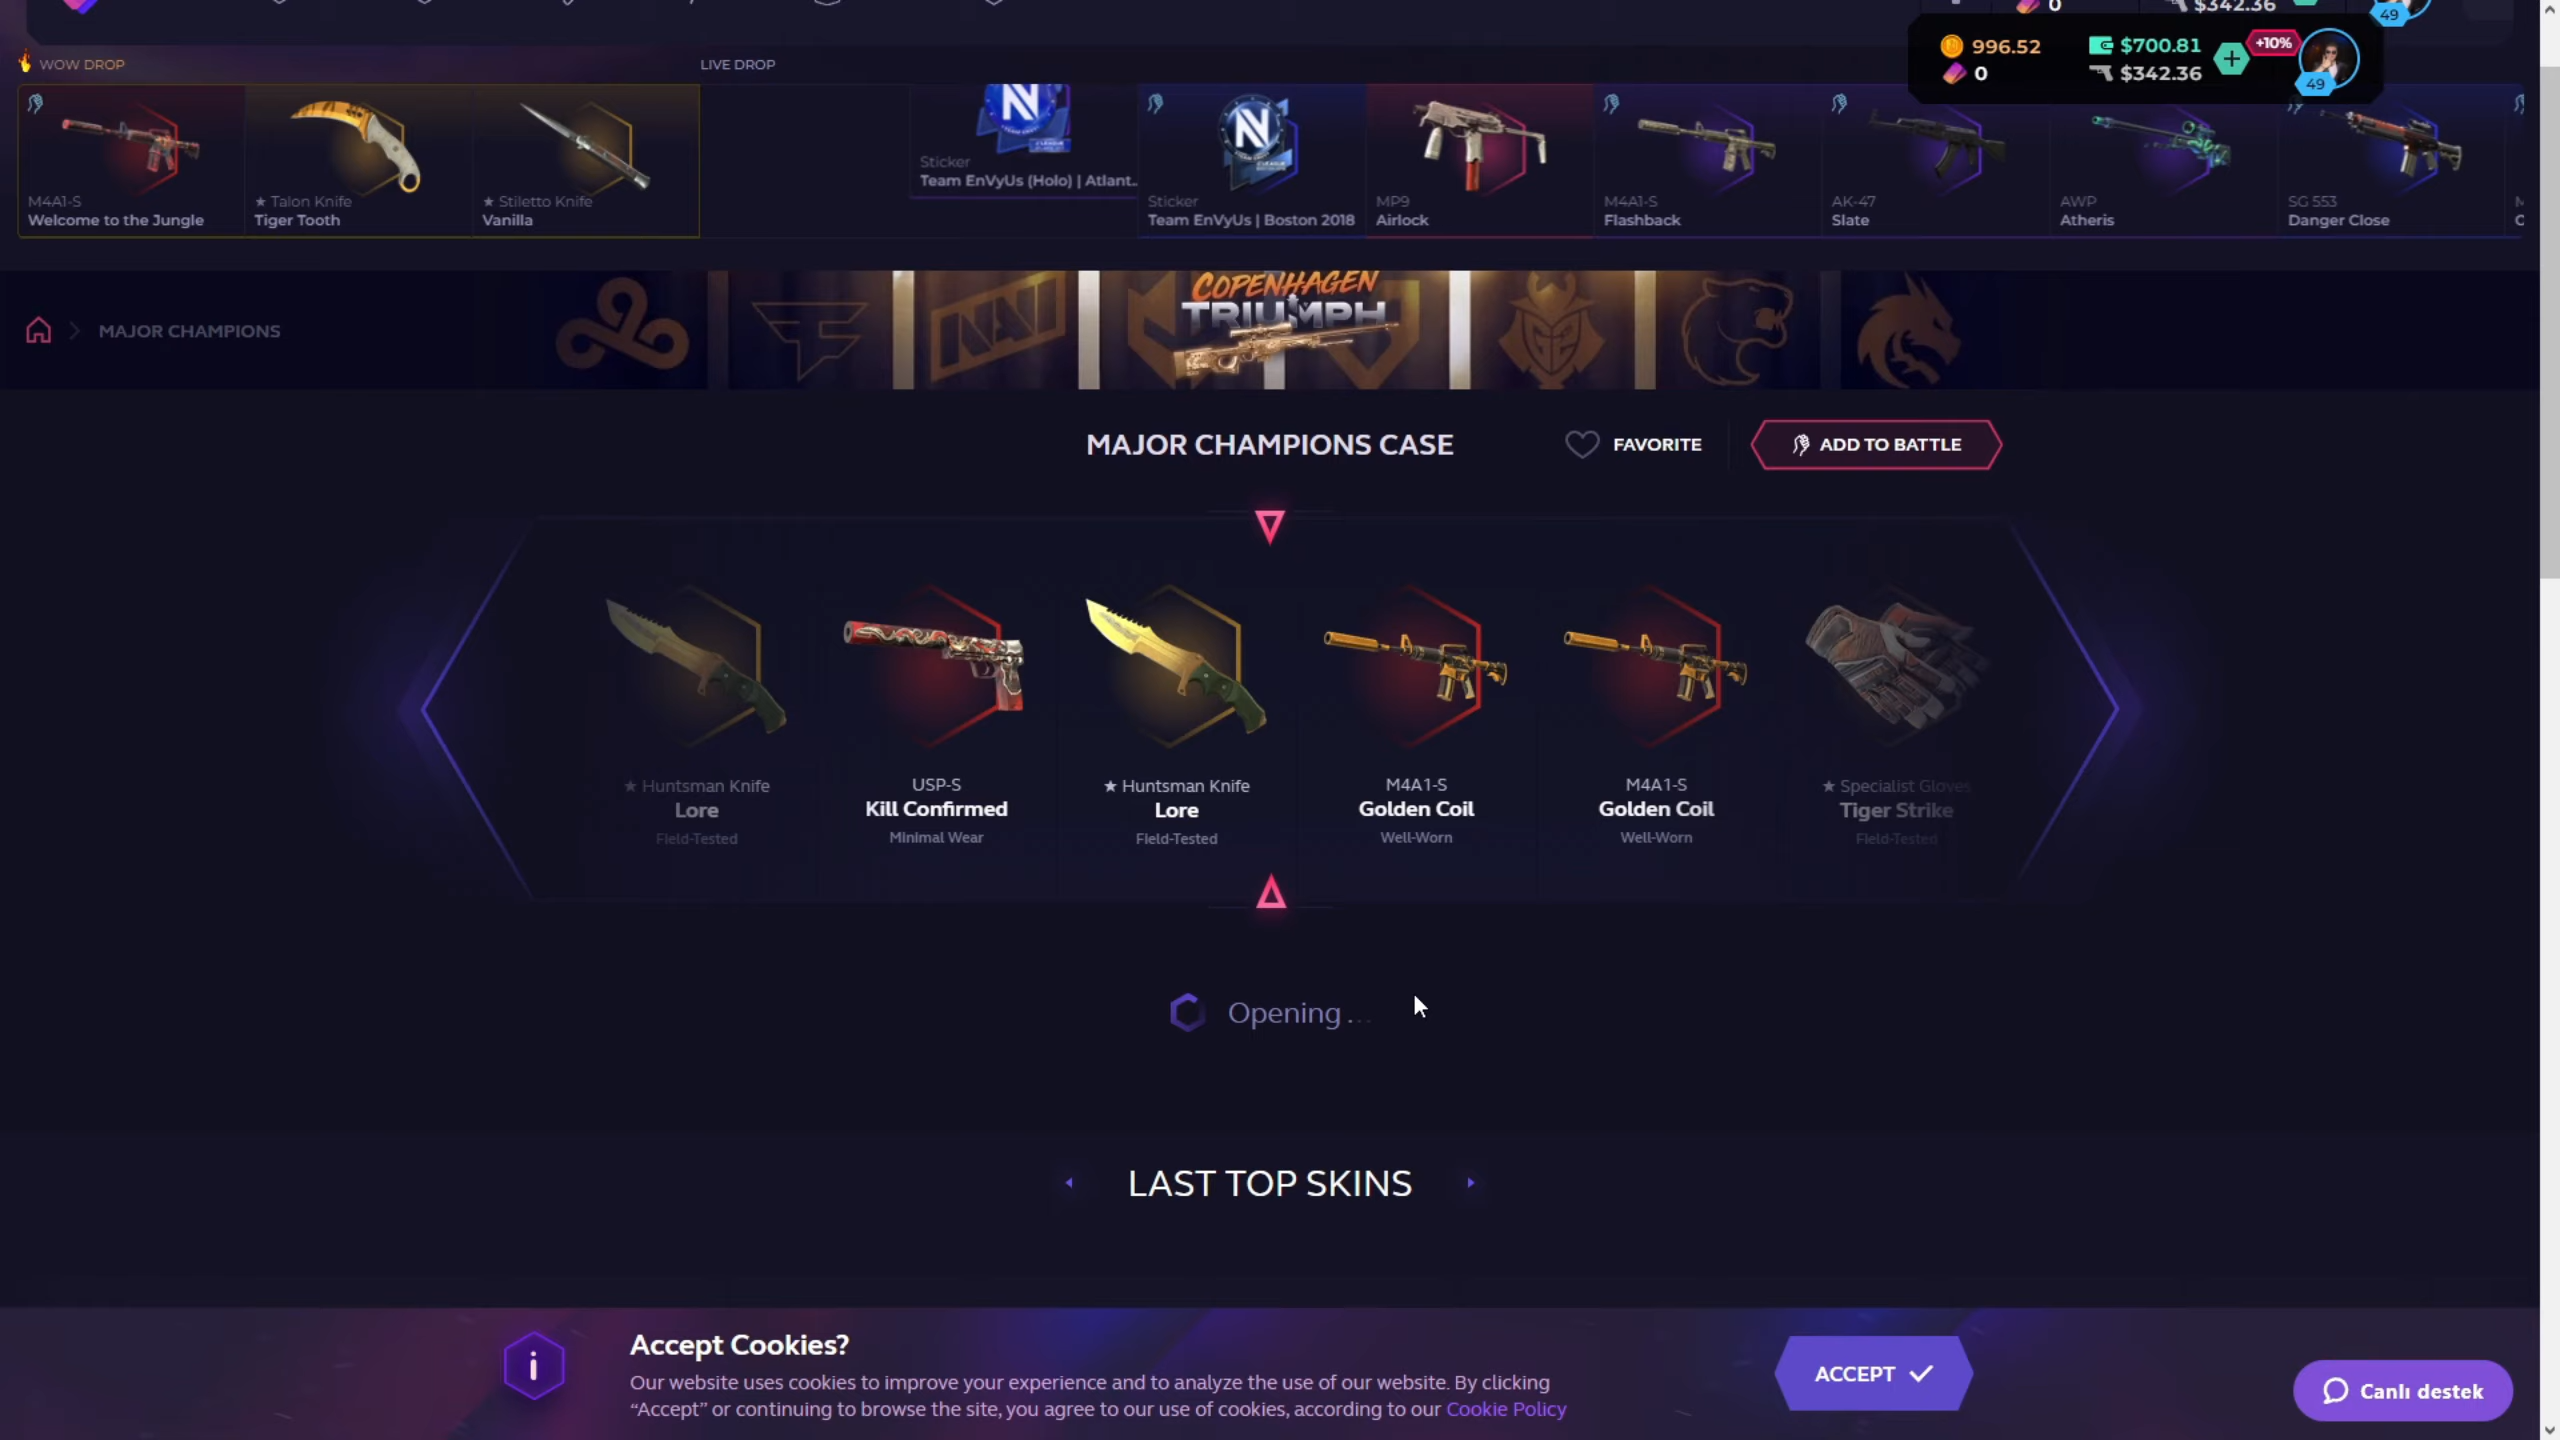 0
$342.36
49
996.52
$700.81
+10%
0
$342.36
49
WOW DROP
LIVE DROP
M4A1-S
Welcome to the Jungle
★ Talon Knife
Tiger Tooth
★ Stiletto Knife
Vanilla
Sticker
Team EnVyUs (Holo) | Atlant...
Sticker
Team EnVyUs | Boston 2018
MP9
Airlock
M4A1-S
Flashback
AK-47
Slate
AWP
Atheris
SG 553
Danger Close
MAJOR CHAMPIONS
NAVI
COPENHAGEN
TRIUMPH
MAJOR CHAMPIONS CASE
FAVORITE
ADD TO BATTLE
★ Huntsman Knife
Lore
Field-Tested
USP-S
Kill Confirmed
Minimal Wear
★ Huntsman Knife
Lore
Field-Tested
M4A1-S
Golden Coil
Well-Worn
M4A1-S
Golden Coil
Well-Worn
★ Specialist Gloves
Tiger Strike
Field-Tested
Opening ...
LAST TOP SKINS
Accept Cookies?
Our website uses cookies to improve your experience and to analyze the use of our website. By clicking
“Accept” or continuing to browse the site, you agree to our use of cookies, according to our Cookie Policy
ACCEPT
Canlı destek